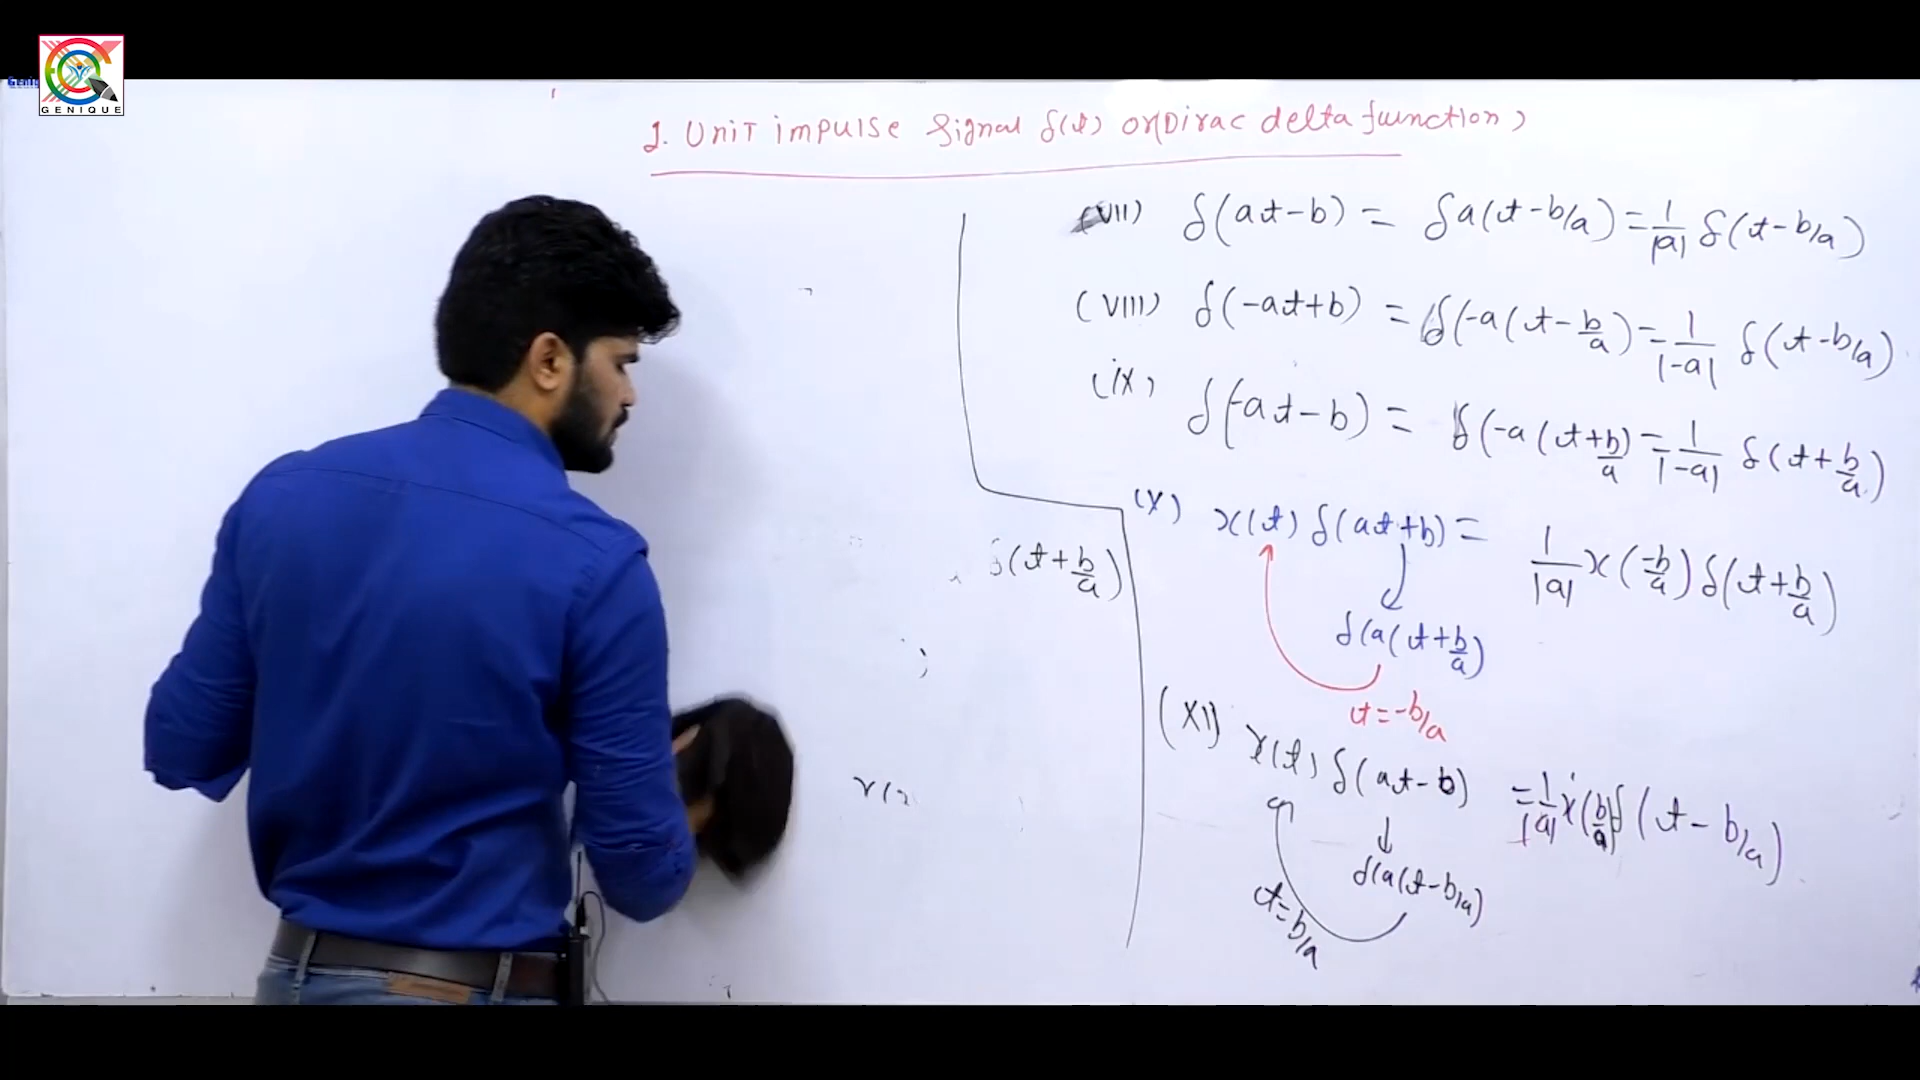 GENIQUE
1. Unit impulse signal δ(t) or (Dirac delta function)
(VII) δ(at-b) = δa(t-b/a) = 1/|a| δ(t-b/a)
(VIII) δ(-at+b) = δ(-a(t-b/a) = 1/|-a| δ(t-b/a)
(ix) δ(-at-b) = δ(-a(t+b/a) = 1/|-a| δ(t+b/a)
(X) x(t) δ(at+b) = 1/|a| x(-b/a) δ(t+b/a)
δ(t+b/a)
δ(a(t+b/a)
t=-b/a
(XI) x(t) δ(at-b) = 1/|a| x(b/a) δ(t-b/a)
δ(a(t-b/a)
t=b/a